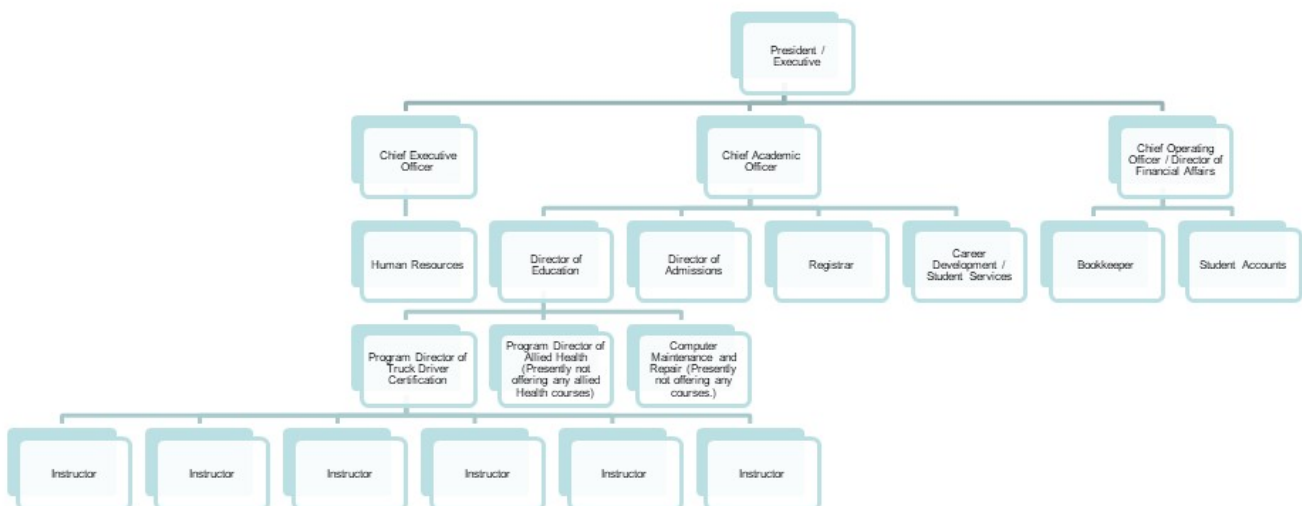 President /
Executive
Chief Executive
Officer
Chief Academic
Officer
Chief Operating
Officer / Director of
Financial Affairs
Human Resources
Director of
Education
Director of
Admissions
Registrar
Career
Development /
Student Services
Bookkeeper
Student Accounts
Program Director of
Truck Driver
Certification
Program Director of
Allied Health
(Presently not
offering any allied
Health courses)
Computer
Maintenance and
Repair (Presently
not offering any
courses.)
Instructor
Instructor
Instructor
Instructor
Instructor
Instructor